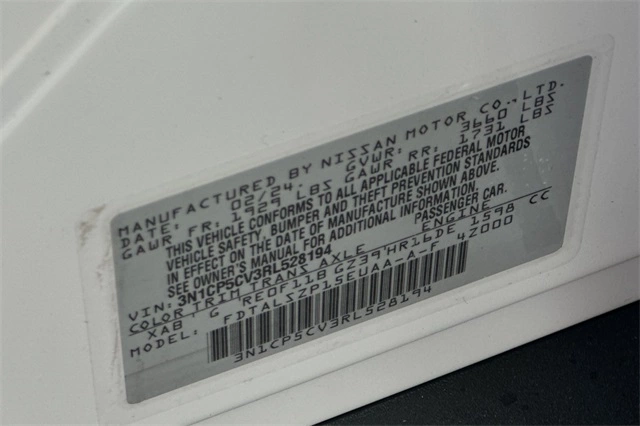 MANUFACTURED BY NISSAN MOTOR CO., LTD.
DATE: 02/24 GVWR: 3660 LBS
GAWR FR: 1929 LBS GAWR RR: 1731 LBS
THIS VEHICLE CONFORMS TO ALL APPLICABLE FEDERAL MOTOR
VEHICLE SAFETY, BUMPER AND THEFT PREVENTION STANDARDS
IN EFFECT ON THE DATE OF MANUFACTURE SHOWN ABOVE.
SEE OWNER'S MANUAL FOR ADDITIONAL INFORMATION.
VIN: 3N1CP5CV3RL528194 PASSENGER CAR.
COLOR TRIM TRANS AXLE ENGINE
XAB G RE0F11B GZ39 HR16DE 1598 CC
MODEL: FDTALSZP15EUAA-A-F 4Z000
3N1CP5CV3RL528194